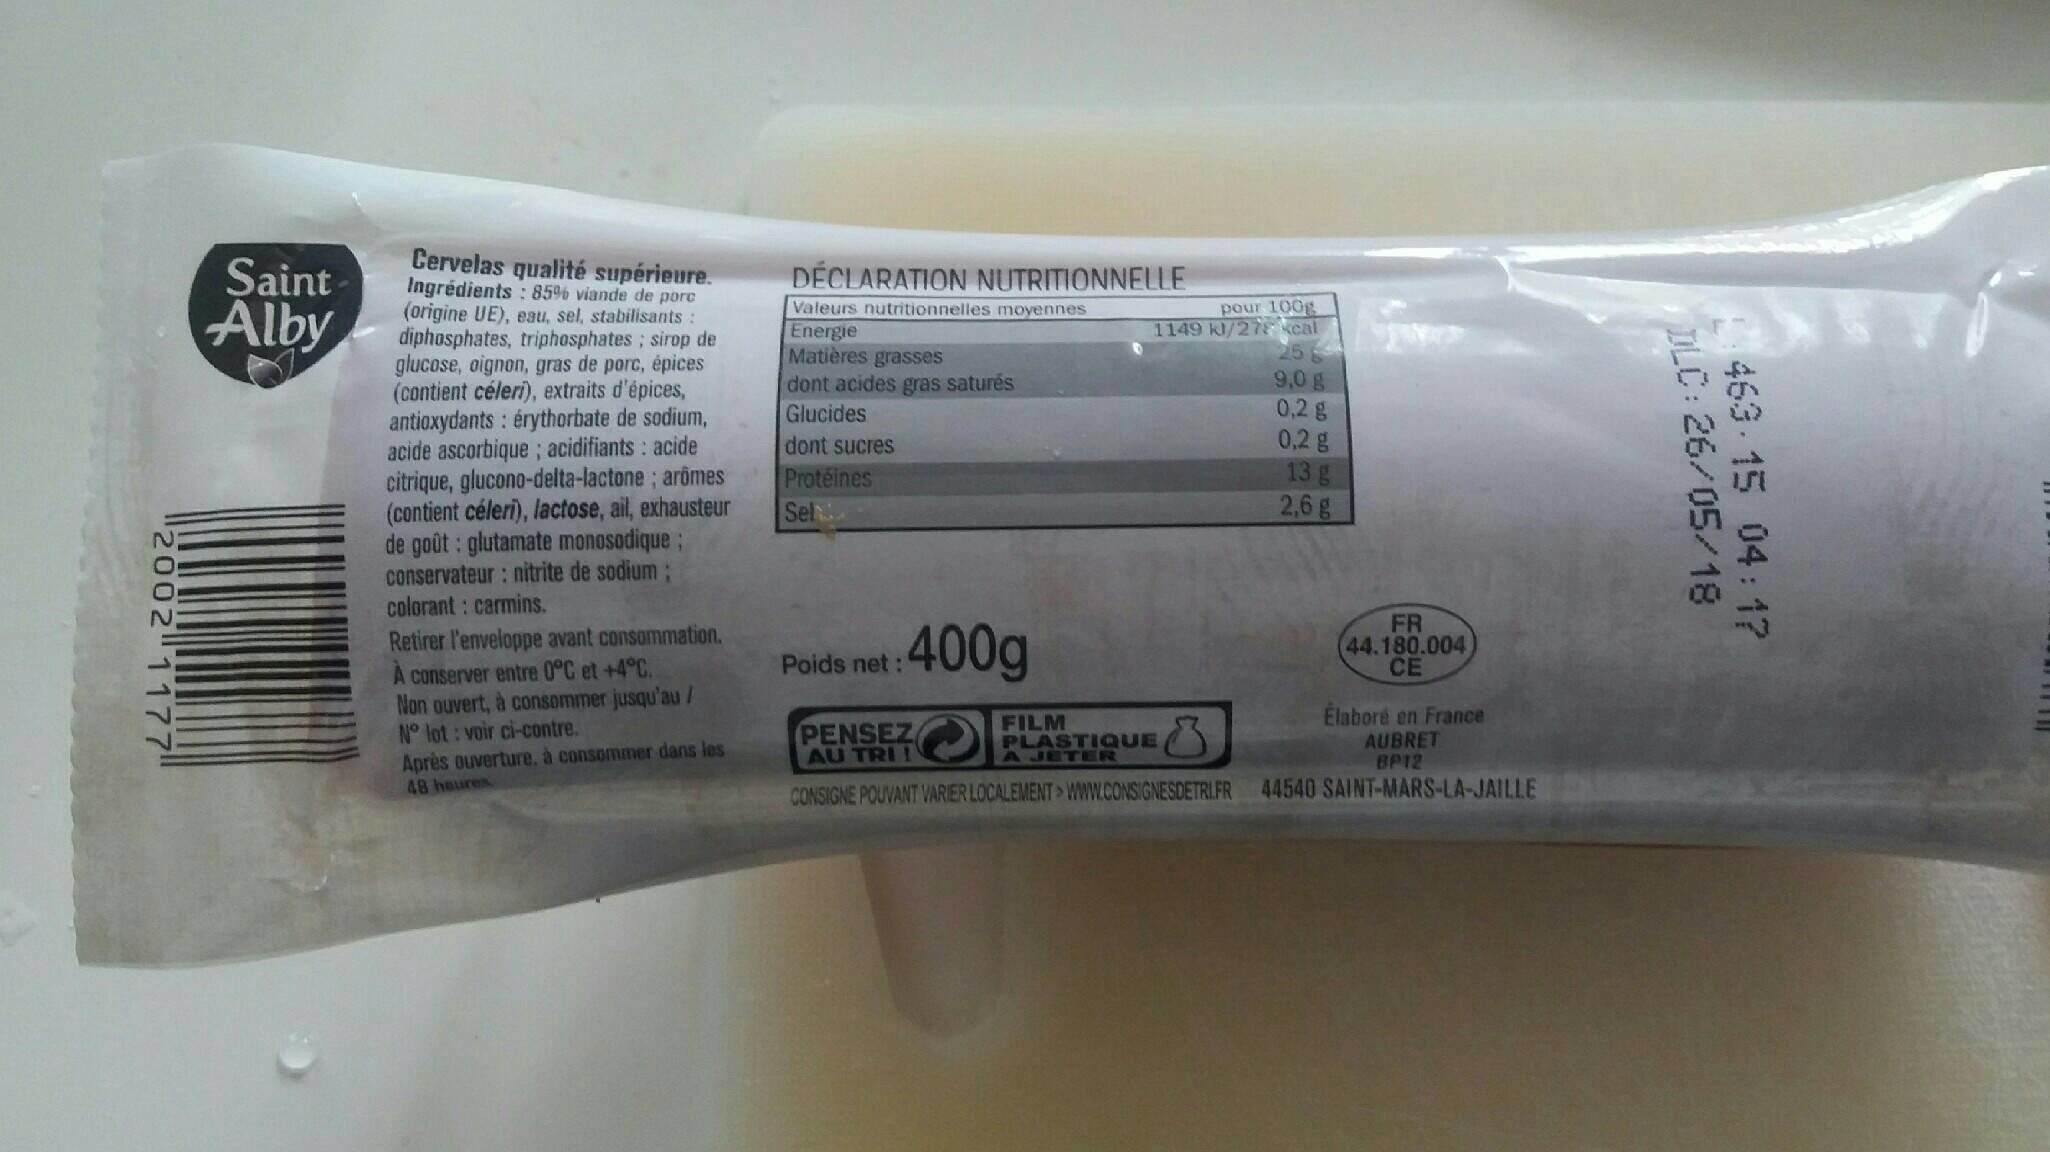 Saint
Alby
Cervelas qualité supérieure.
Ingrédients : 85% viande de porc
(origine UE), eau, sel, stabilisants :
diphosphates, triphosphates ; sirop de
glucose, oignon, gras de porc, épices
(contient céleri), extraits d'épices,
antioxydants : érythorbate de sodium,
acide ascorbique ; acidifiants : acide
citrique, glucono-delta-lactone ; arômes
(contient céleri), lactose, ail, exhausteur
de goût : glutamate monosodique ;
conservateur : nitrite de sodium ;
colorant : carmins.
Retirer l'enveloppe avant consommation.
À conserver entre 0°C et +4°C.
Non ouvert, à consommer jusqu'au /
N° lot : voir ci-contre.
Après ouverture, à consommer dans les
48 heures.
20021177
DÉCLARATION NUTRITIONNELLE
Valeurs nutritionnelles moyennes pour 100g
Energie 1149 kJ/278 kcal
Matières grasses 25 g
dont acides gras saturés 9,0 g
Glucides 0,2 g
dont sucres 0,2 g
Protéines 13 g
Sel 2,6 g
Poids net : 400g
PENSEZ
AU TRI !
FILM
PLASTIQUE
A JETER
CONSIGNE POUVANT VARIER LOCALEMENT > WWW.CONSIGNESDETRI.FR
FR
44.180.004
CE
Élaboré en France
AUBRET
BP12
44540 SAINT-MARS-LA-JAILLE
L: 463.15 04:17
DLC: 26/05/18